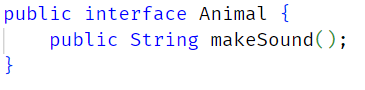 public interface Animal {
    public String makeSound();
}